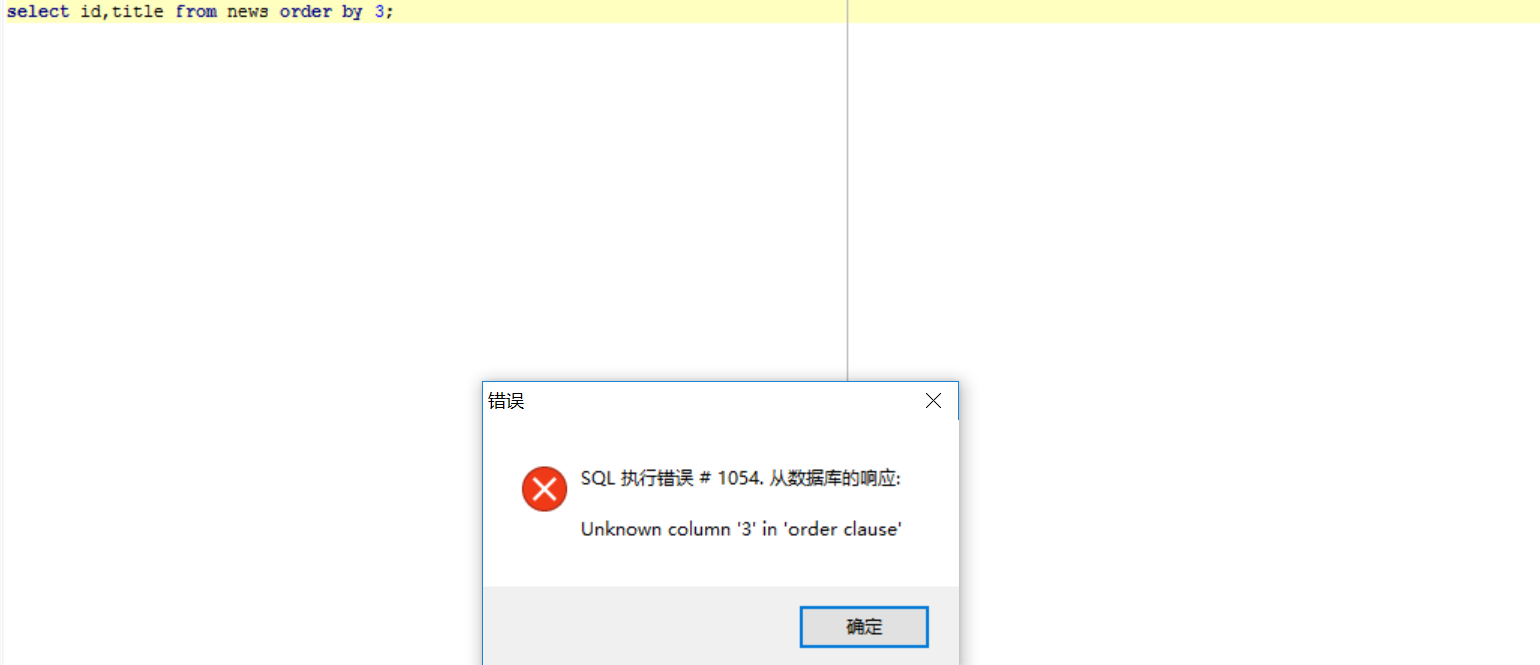 select id,title from news order by 3;
错误
SQL 执行错误 # 1054. 从数据库的响应:
Unknown column '3' in 'order clause'
确定